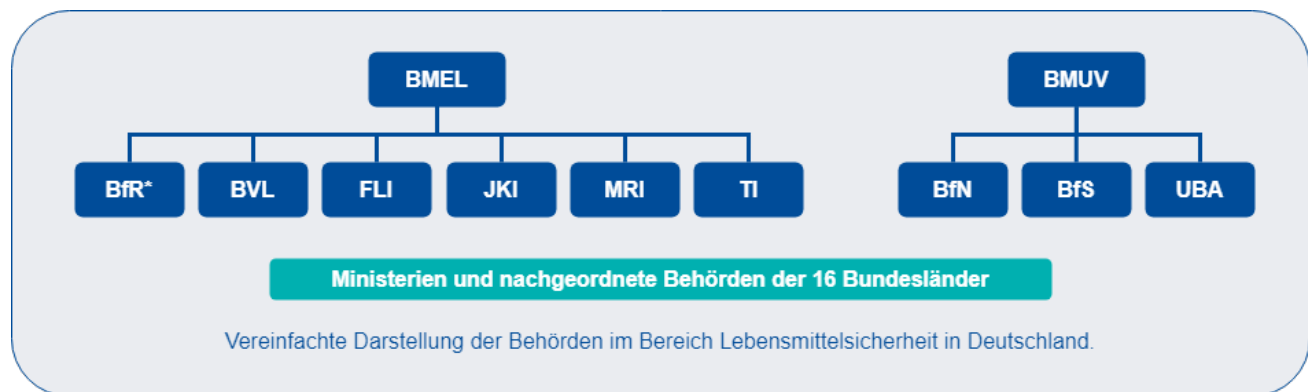 BMEL
BMUV
BfR*
BVL
FLI
JKI
MRI
TI
BfN
BfS
UBA
Ministerien und nachgeordnete Behörden der 16 Bundesländer
Vereinfachte Darstellung der Behörden im Bereich Lebensmittelsicherheit in Deutschland.